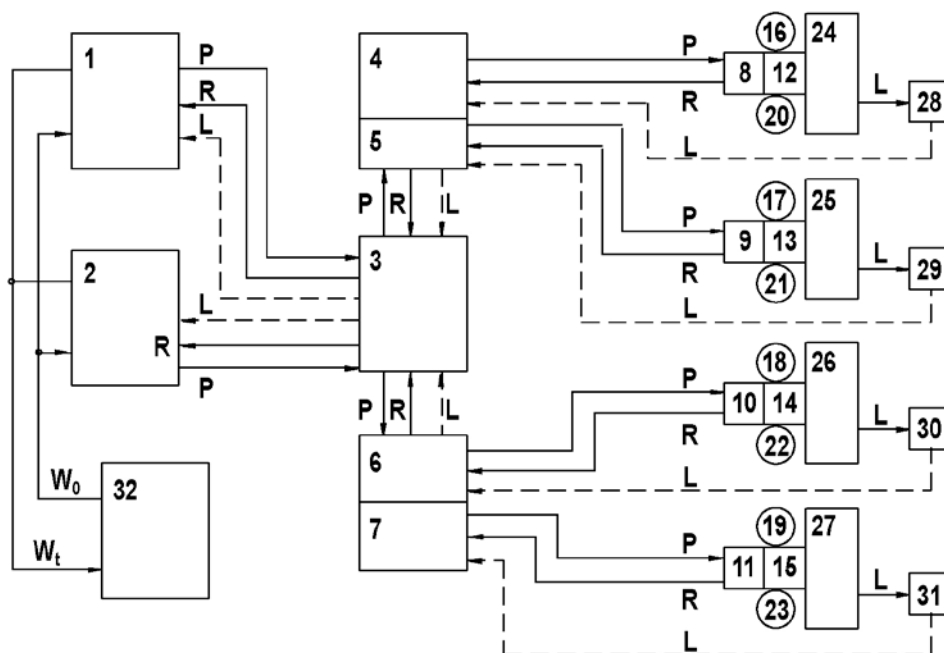 16 24
1 4 P
P 8 12 L
R 28
R 20
L 5 L
17 25
P R L P
9 13 L
3 R 29
2 21
L L
18 26
R P
P 10 14 L
P R L R 30
22
6 L
W0 32 19 27
7 P
11 15 L
Wt R 31
23
L